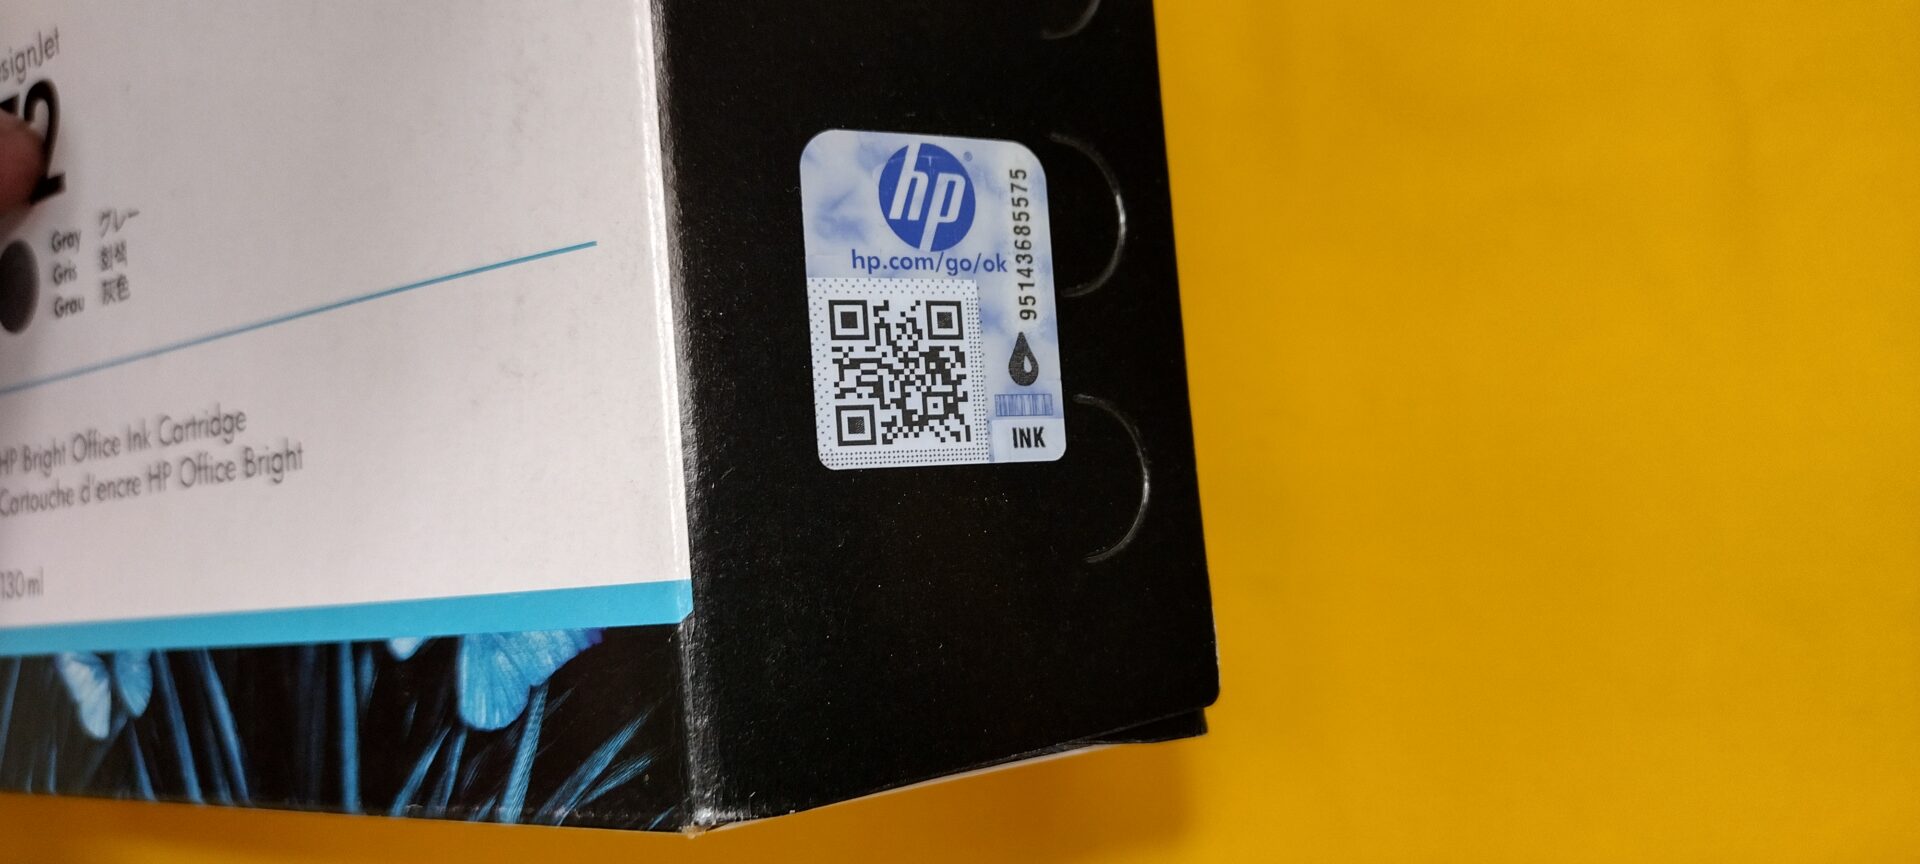 Gray グレー
Gris 회색
Grau 灰色
HP Bright Office Ink Cartridge
Cartouche d'encre HP Office Bright
130 ml
hp®
hp.com/go/ok
95143685575
INK